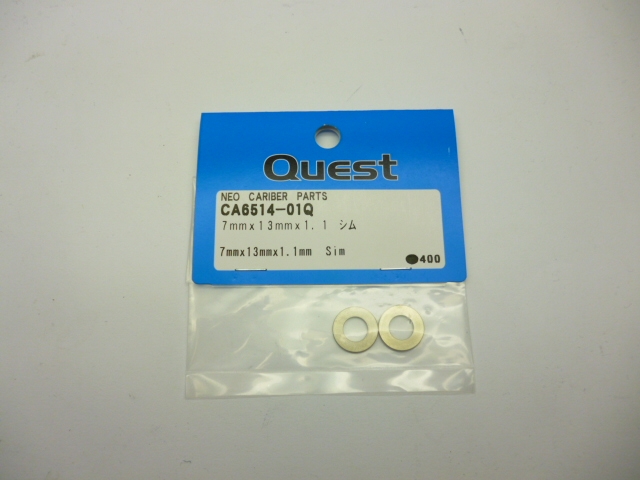 Quest
NEO CARIBER PARTS
CA6514-01Q
7mmx13mmx1.1 シム
7mmx13mmx1.1mm Sim
●400